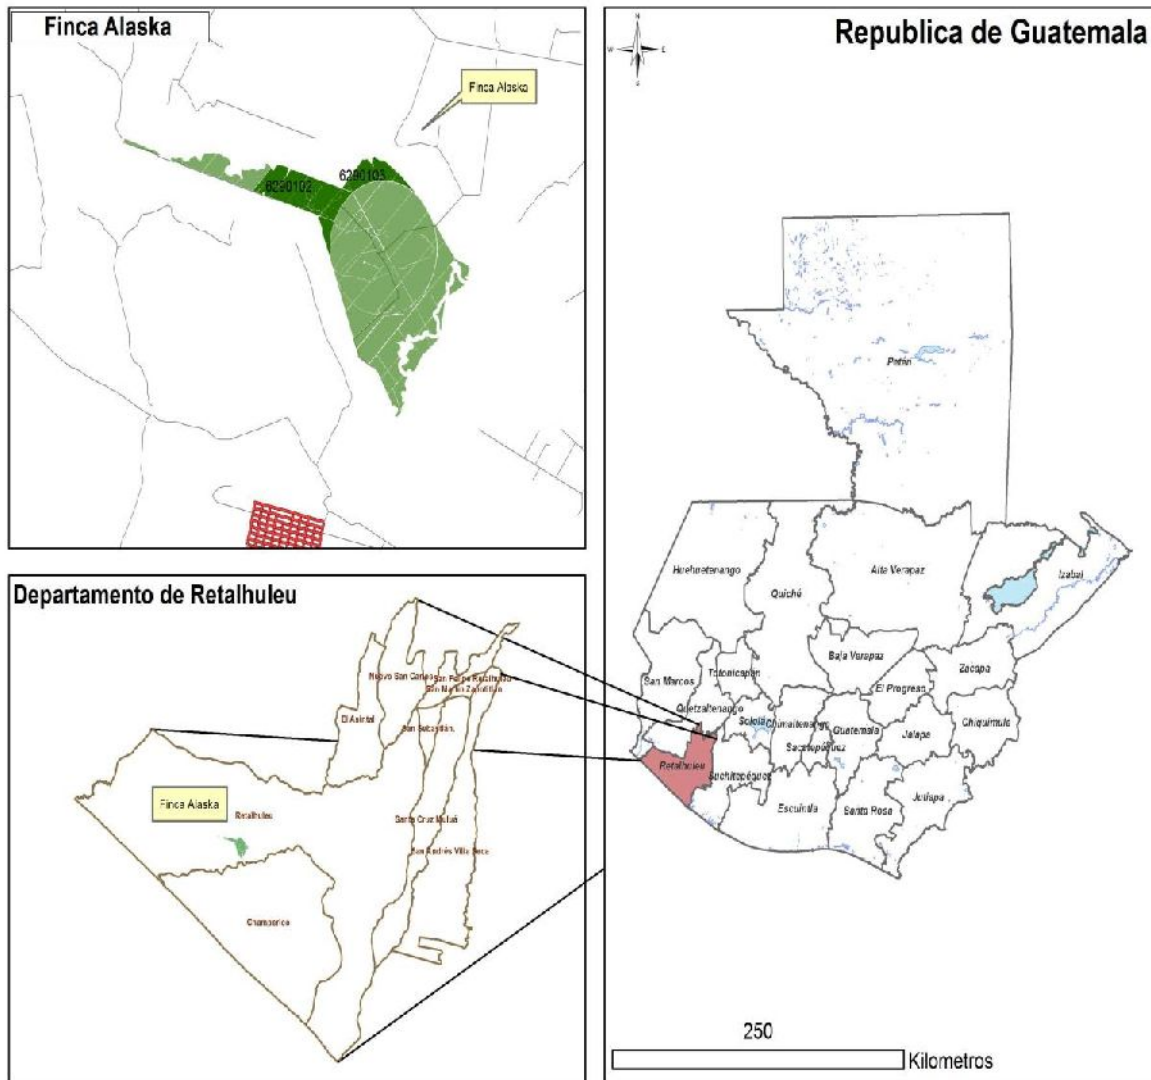 Finca Alaska
Finca Alaska
6290102
6290103
Departamento de Retalhuleu
Nuevo San Carlos
San Felipe Retalhuleu
San Martín Zapotitlán
El Asintal
San Sebastián
Finca Alaska
Retalhuleu
Santa Cruz Muluá
San Andrés Villa Seca
Champerico
Republica de Guatemala
N
W
E
S
Petén
Huehuetenango
Quiché
Alta Verapaz
Izabal
Baja Verapaz
Zacapa
San Marcos
Totonicapán
El Progreso
Quetzaltenango
Sololá
Chimaltenango
Guatemala
Jalapa
Chiquimula
Sacatepéquez
Retalhuleu
Suchitepéquez
Escuintla
Santa Rosa
Jutiapa
250
Kilometros